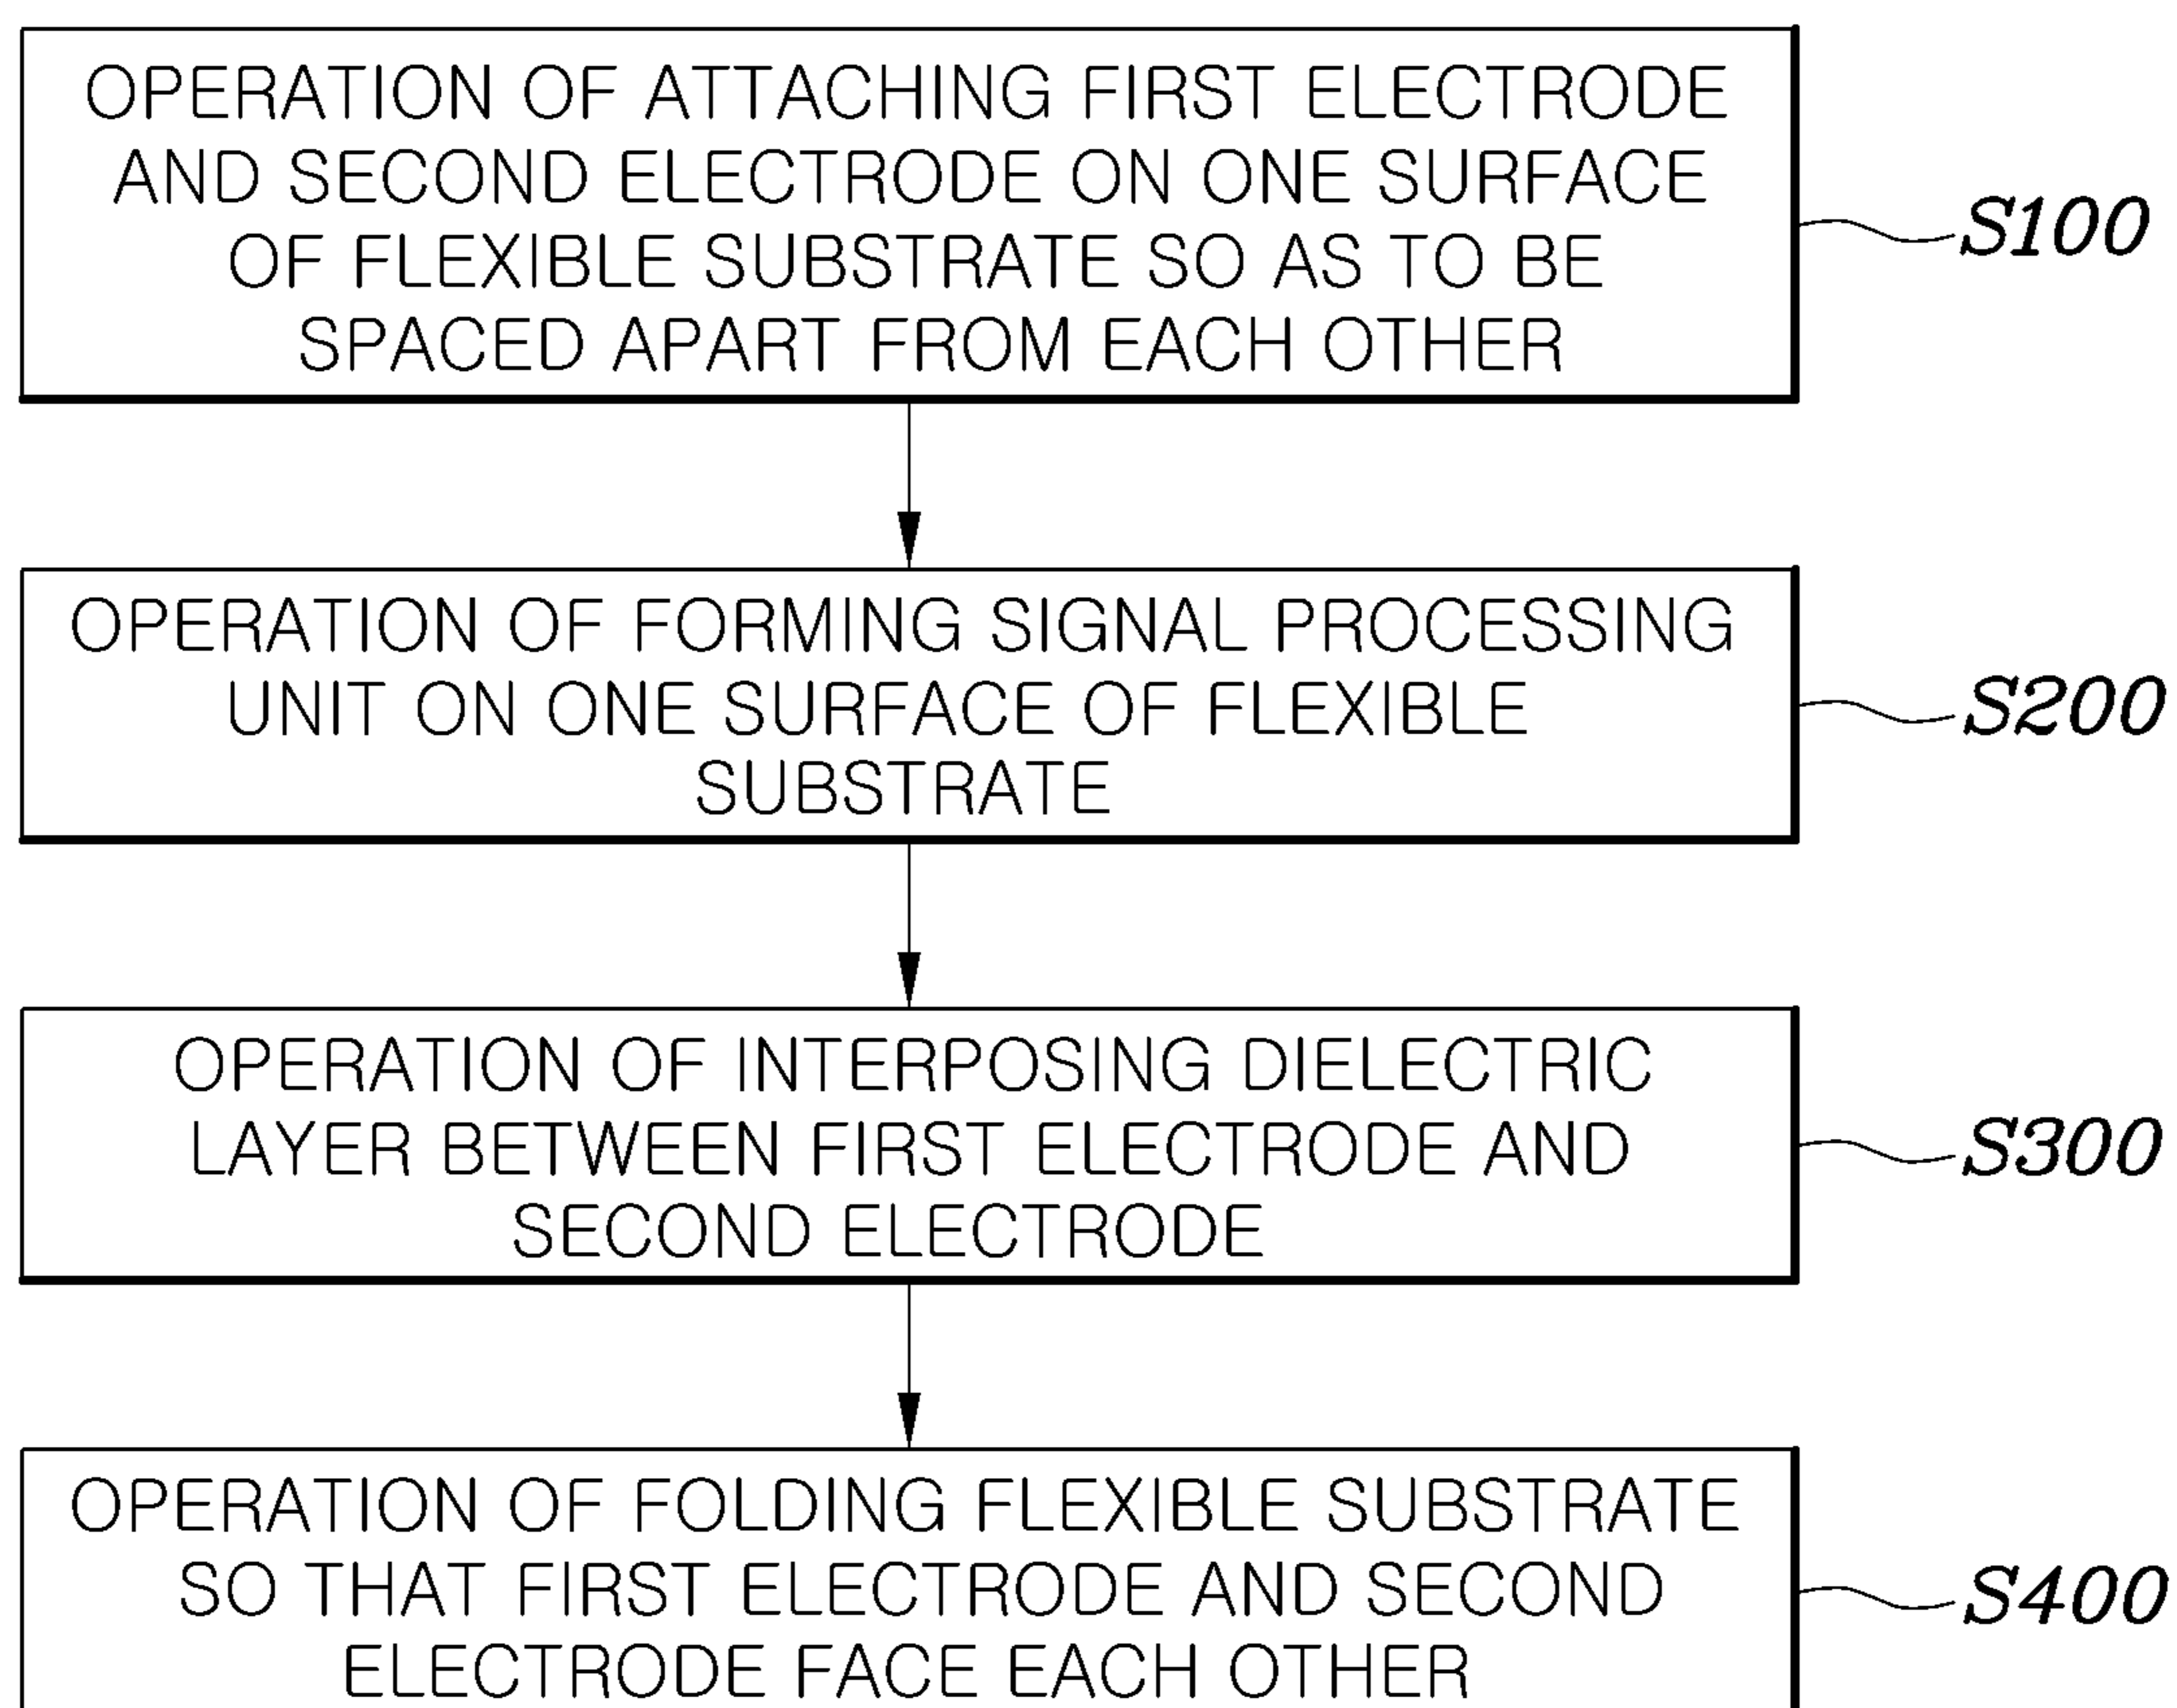 OPERATION OF ATTACHING FIRST ELECTRODE
AND SECOND ELECTRODE ON ONE SURFACE
OF FLEXIBLE SUBSTRATE SO AS TO BE
SPACED APART FROM EACH OTHER
S100
OPERATION OF FORMING SIGNAL PROCESSING
UNIT ON ONE SURFACE OF FLEXIBLE
SUBSTRATE
S200
OPERATION OF INTERPOSING DIELECTRIC
LAYER BETWEEN FIRST ELECTRODE AND
SECOND ELECTRODE
S300
OPERATION OF FOLDING FLEXIBLE SUBSTRATE
SO THAT FIRST ELECTRODE AND SECOND
ELECTRODE FACE EACH OTHER
S400